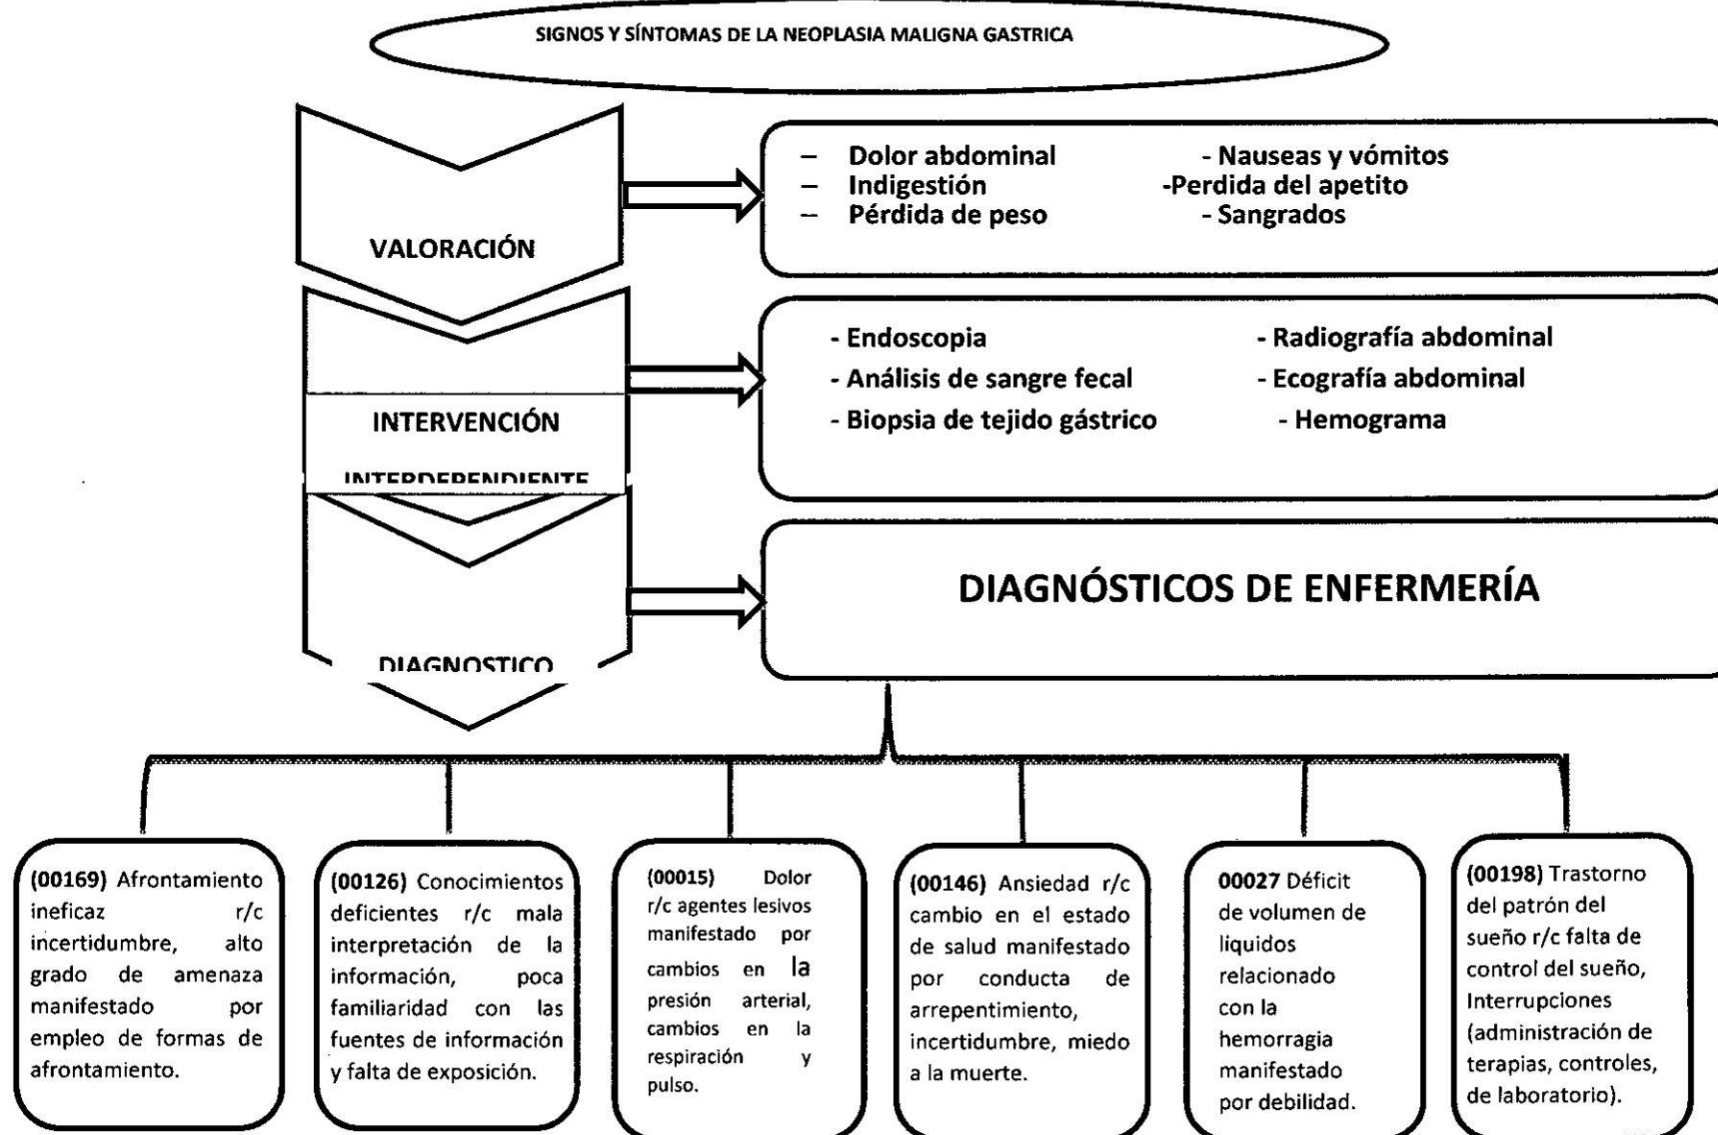 SIGNOS Y SÍNTOMAS DE LA NEOPLASIA MALIGNA GASTRICA
VALORACIÓN
– Dolor abdominal - Nauseas y vómitos
– Indigestión -Perdida del apetito
– Pérdida de peso - Sangrados
INTERVENCIÓN
INTERDEPENDIENTE
- Endoscopia - Radiografía abdominal
- Análisis de sangre fecal - Ecografía abdominal
- Biopsia de tejido gástrico - Hemograma
DIAGNOSTICO
DIAGNÓSTICOS DE ENFERMERÍA
(00169) Afrontamiento
ineficaz r/c
incertidumbre, alto
grado de amenaza
manifestado por
empleo de formas de
afrontamiento.
(00126) Conocimientos
deficientes r/c mala
interpretación de la
información, poca
familiaridad con las
fuentes de información
y falta de exposición.
(00015) Dolor
r/c agentes lesivos
manifestado por
cambios en la
presión arterial,
cambios en la
respiración y
pulso.
(00146) Ansiedad r/c
cambio en el estado
de salud manifestado
por conducta de
arrepentimiento,
incertidumbre, miedo
a la muerte.
00027 Déficit
de volumen de
líquidos
relacionado
con la
hemorragia
manifestado
por debilidad.
(00198) Trastorno
del patrón del
sueño r/c falta de
control del sueño,
Interrupciones
(administración de
terapias, controles,
de laboratorio).